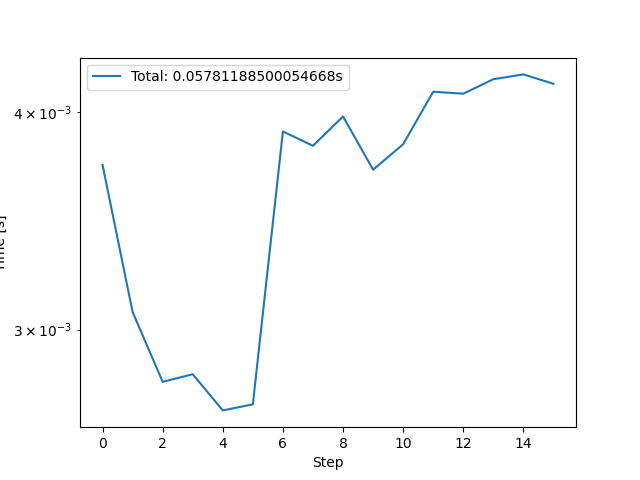 Total: 0.05781188500054668s
4 × 10⁻³
3 × 10⁻³
[s]
0 2 4 6 8 10 12 14
Step